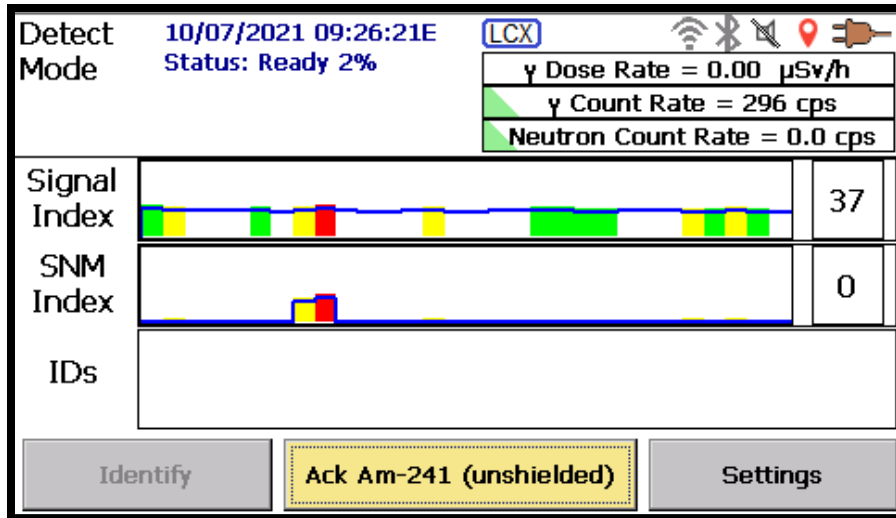 Detect Mode
10/07/2021 09:26:21E
Status: Ready 2%
LCX
γ Dose Rate = 0.00 µSv/h
γ Count Rate = 296 cps
Neutron Count Rate = 0.0 cps
Signal Index
37
SNM Index
0
IDs
Identify
Ack Am-241 (unshielded)
Settings